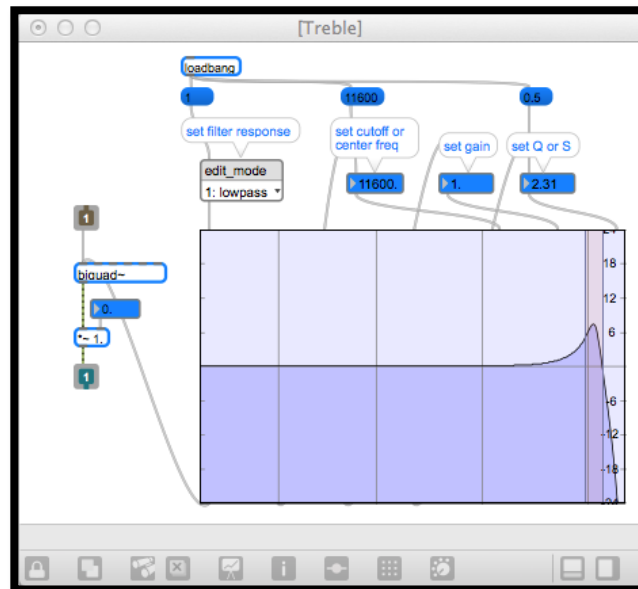 [Treble]
loadbang
1
11600
0.5
set filter response
set cutoff or
center freq
set gain
set Q or S
edit_mode
1: lowpass
11600.
1.
2.31
1
biquad~
0.
*~ 1.
1
24
18
12
6
-6
-12
-18
-24